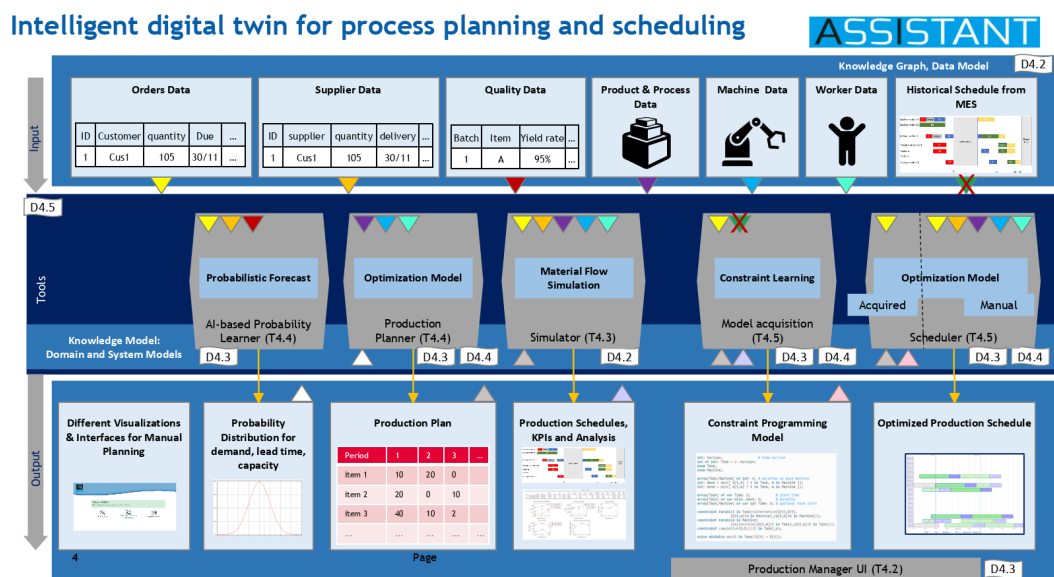 Intelligent digital twin for process planning and scheduling
ASSISTANT
Knowledge Graph, Data Model
D4.2
Input
Orders Data
ID Customer quantity Due ...
1 Cus1 105 30/11 ...
Supplier Data
ID supplier quantity delivery ...
1 Cus1 105 30/11 ...
Quality Data
Batch Item Yield rate ...
1 A 95% ...
Product & Process
Data
Machine Data
Worker Data
Historical Schedule from
MES
D4.5
Tools
Probabilistic Forecast
AI-based Probability
Learner (T4.4)
D4.3
Optimization Model
Production
Planner (T4.4)
D4.3
D4.4
Material Flow
Simulation
Simulator (T4.3)
D4.2
Constraint Learning
Model acquisition
(T4.5)
D4.3
D4.4
Optimization Model
Acquired
Manual
Scheduler (T4.5)
D4.3
D4.4
Knowledge Model:
Domain and System Models
Output
Different Visualizations
& Interfaces for Manual
Planning
Probability
Distribution for
demand, lead time,
capacity
Production Plan
Period 1 2 3 ...
Item 1 10 20 0
Item 2 20 0 10
Item 3 40 10 2
.... ... ... ...
Production Schedules,
KPIs and Analysis
Constraint Programming
Model
Optimized Production Schedule
4
Page
Production Manager UI (T4.2)
D4.3